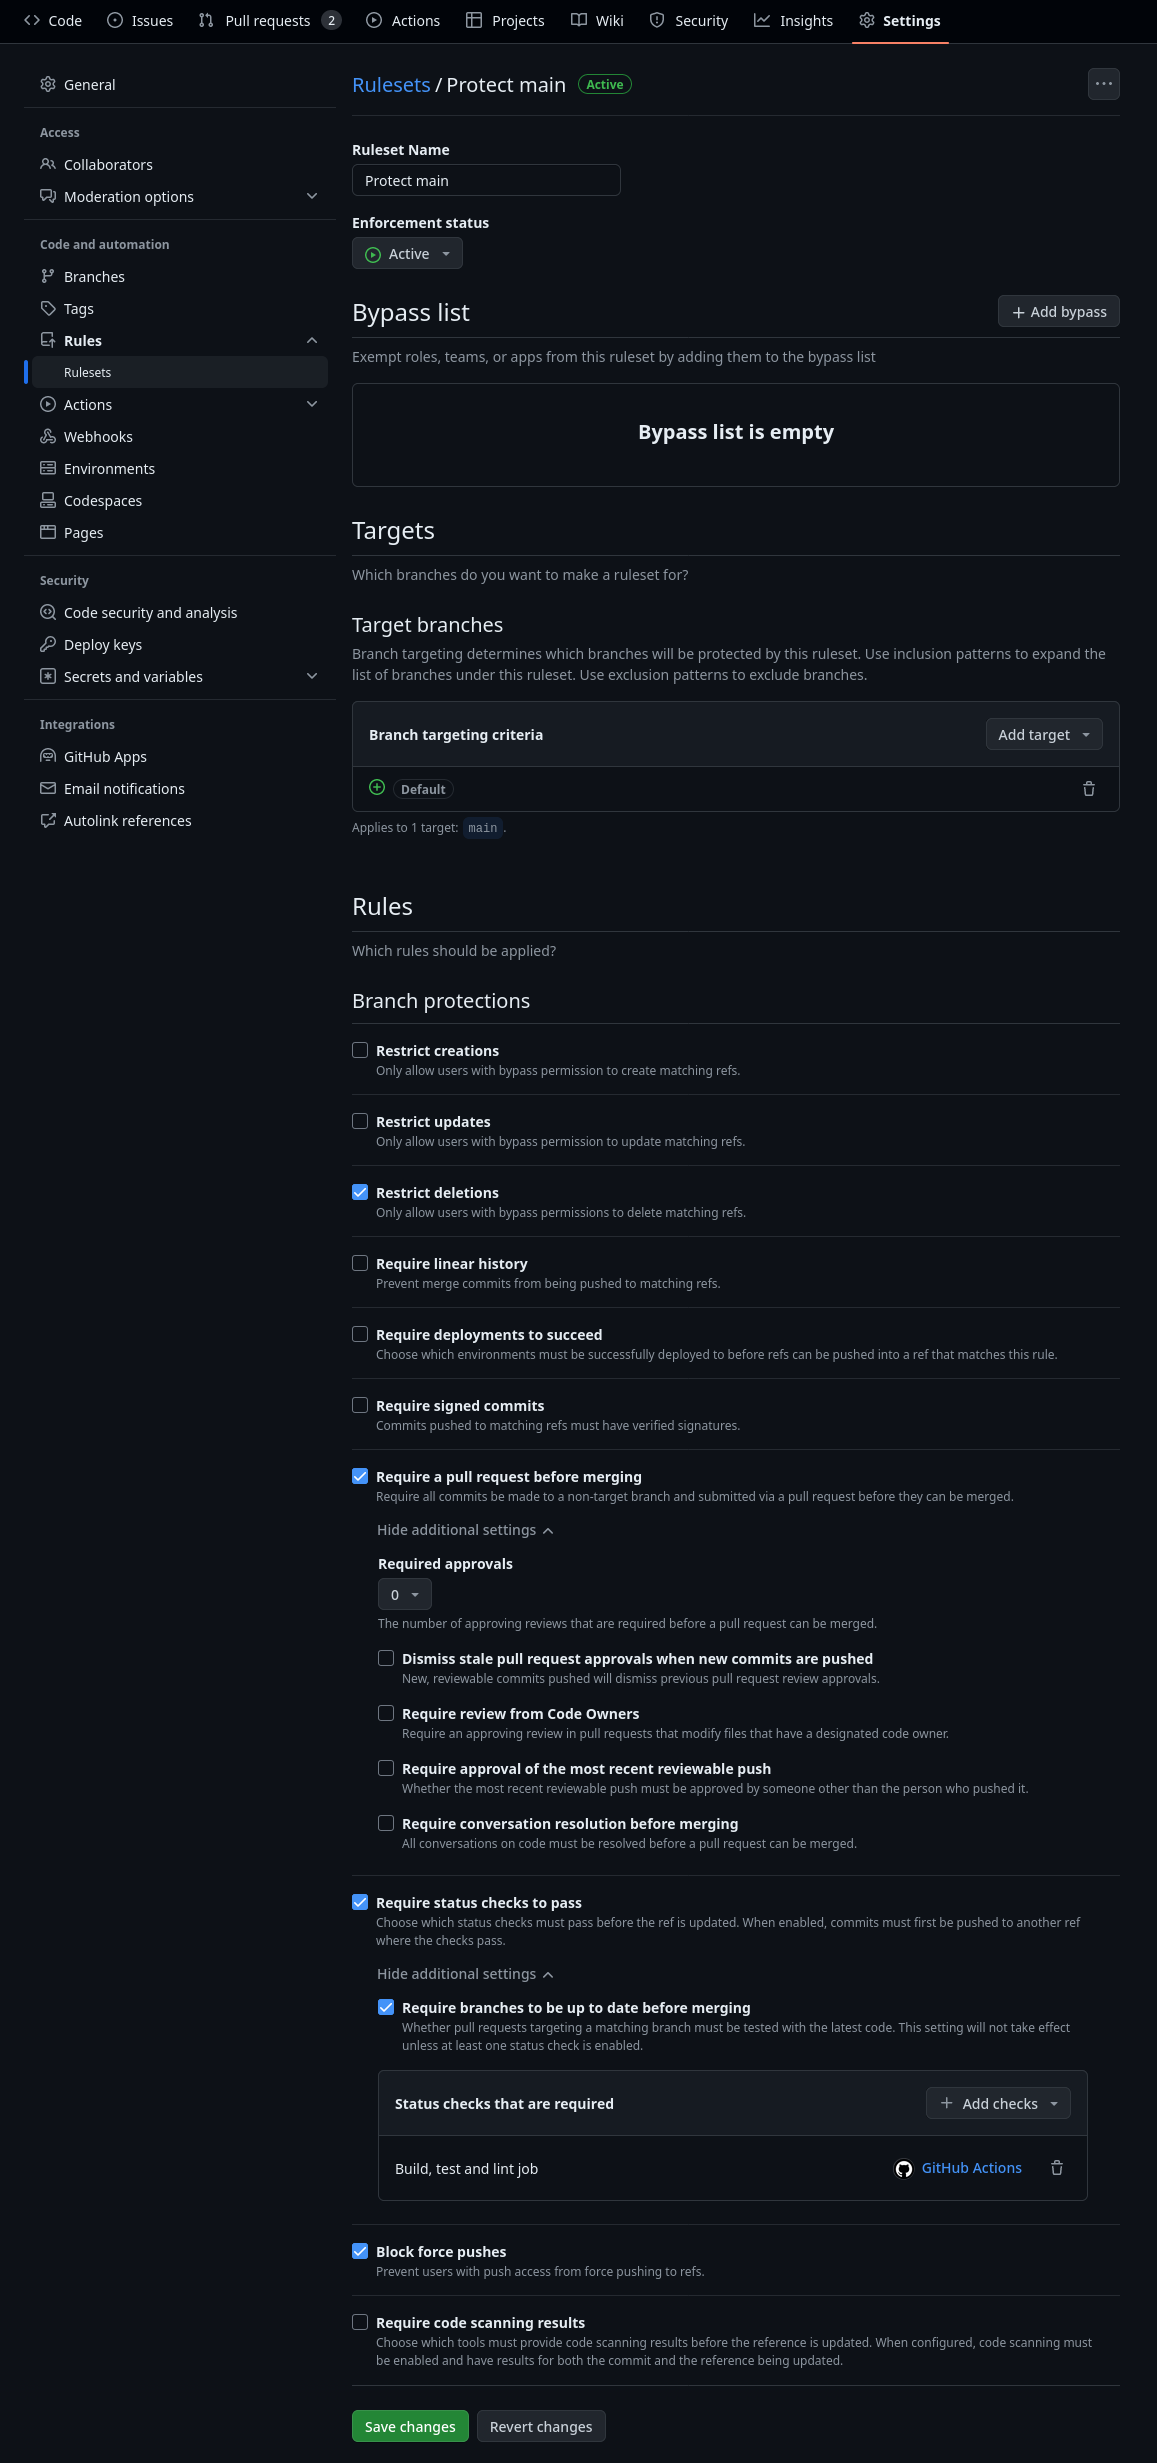 Code Issues Pull requests 2 Actions Projects Wiki Security Insights Settings
General
Access
Collaborators
Moderation options
Code and automation
Branches
Tags
Rules
Rulesets
Actions
Webhooks
Environments
Codespaces
Pages
Security
Code security and analysis
Deploy keys
Secrets and variables
Integrations
GitHub Apps
Email notifications
Autolink references
Rulesets / Protect main Active
Ruleset Name
Protect main
Enforcement status
Active
Bypass list
Add bypass
Exempt roles, teams, or apps from this ruleset by adding them to the bypass list
Bypass list is empty
Targets
Which branches do you want to make a ruleset for?
Target branches
Branch targeting determines which branches will be protected by this ruleset. Use inclusion patterns to expand the
list of branches under this ruleset. Use exclusion patterns to exclude branches.
Branch targeting criteria
Add target
Default
Applies to 1 target: main.
Rules
Which rules should be applied?
Branch protections
Restrict creations
Only allow users with bypass permission to create matching refs.
Restrict updates
Only allow users with bypass permission to update matching refs.
Restrict deletions
Only allow users with bypass permissions to delete matching refs.
Require linear history
Prevent merge commits from being pushed to matching refs.
Require deployments to succeed
Choose which environments must be successfully deployed to before refs can be pushed into a ref that matches this rule.
Require signed commits
Commits pushed to matching refs must have verified signatures.
Require a pull request before merging
Require all commits be made to a non-target branch and submitted via a pull request before they can be merged.
Hide additional settings
Required approvals
0
The number of approving reviews that are required before a pull request can be merged.
Dismiss stale pull request approvals when new commits are pushed
New, reviewable commits pushed will dismiss previous pull request review approvals.
Require review from Code Owners
Require an approving review in pull requests that modify files that have a designated code owner.
Require approval of the most recent reviewable push
Whether the most recent reviewable push must be approved by someone other than the person who pushed it.
Require conversation resolution before merging
All conversations on code must be resolved before a pull request can be merged.
Require status checks to pass
Choose which status checks must pass before the ref is updated. When enabled, commits must first be pushed to another ref
where the checks pass.
Hide additional settings
Require branches to be up to date before merging
Whether pull requests targeting a matching branch must be tested with the latest code. This setting will not take effect
unless at least one status check is enabled.
Status checks that are required
Add checks
Build, test and lint job
GitHub Actions
Block force pushes
Prevent users with push access from force pushing to refs.
Require code scanning results
Choose which tools must provide code scanning results before the reference is updated. When configured, code scanning must
be enabled and have results for both the commit and the reference being updated.
Save changes
Revert changes